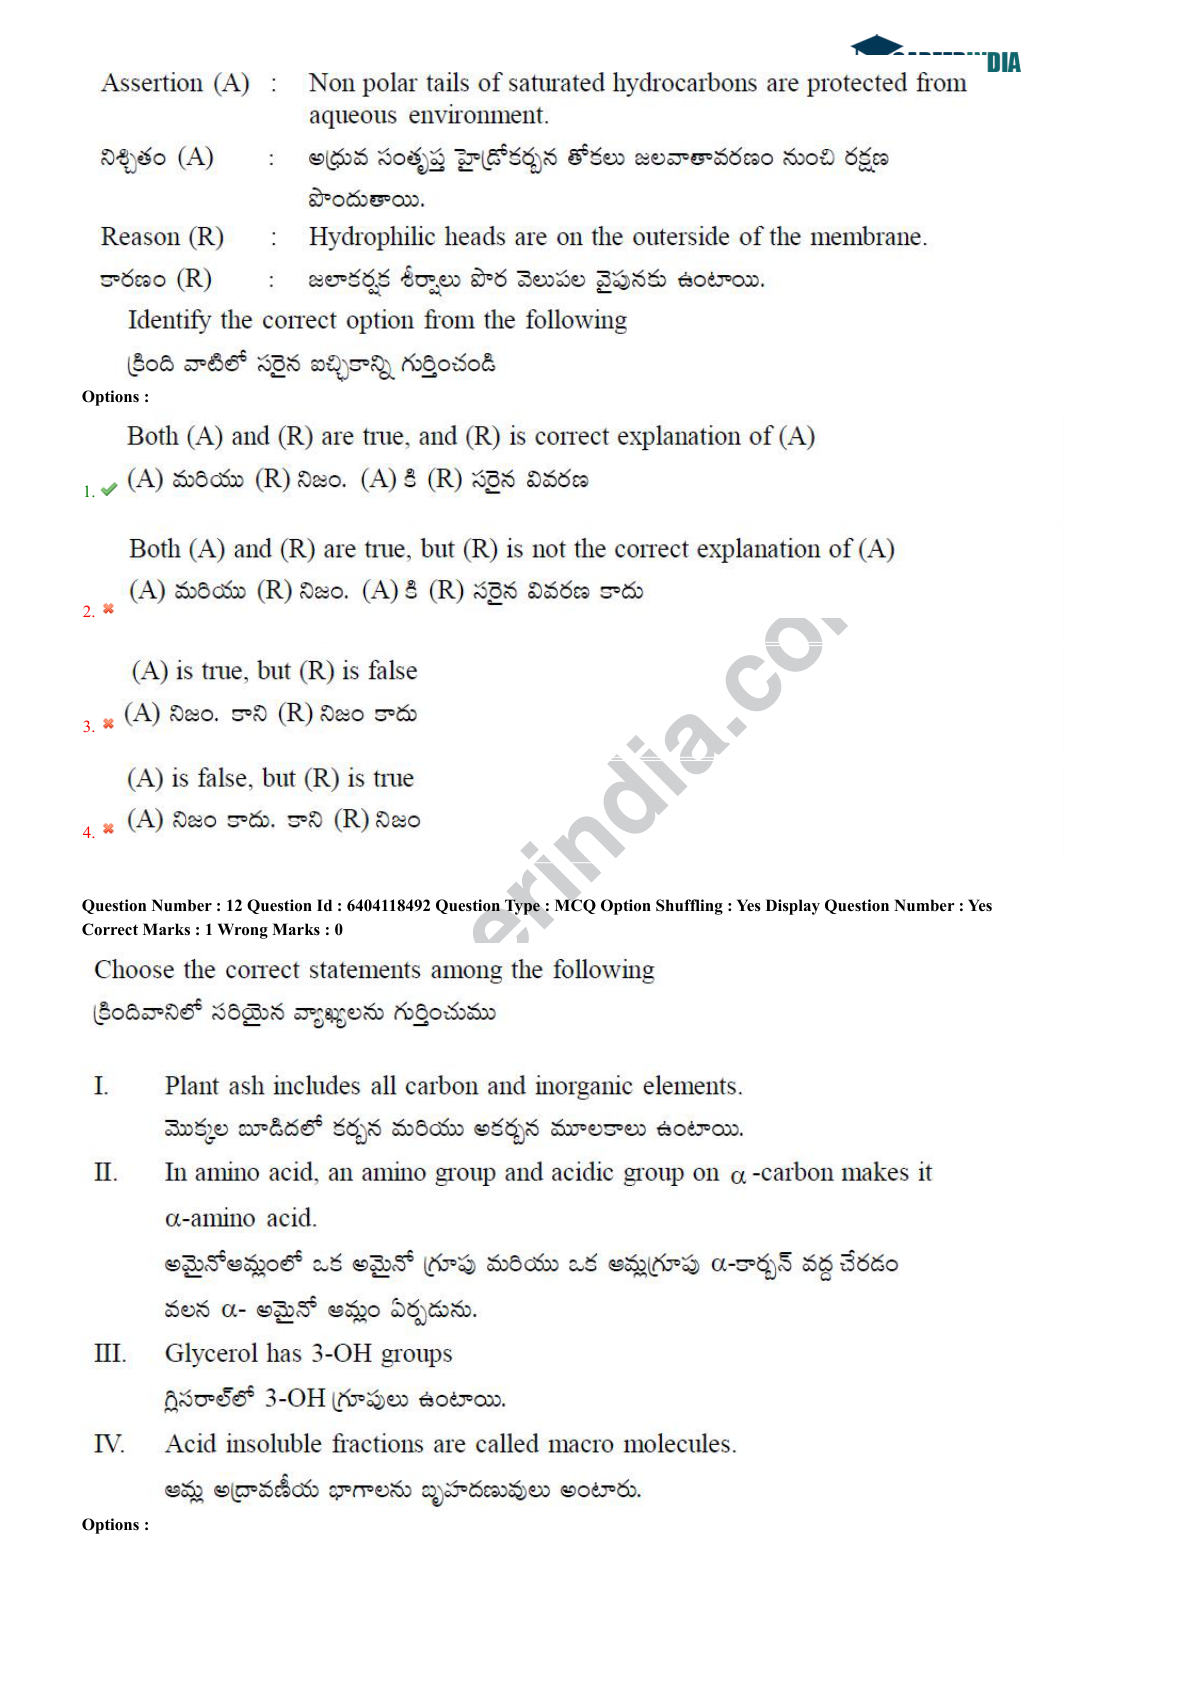 DIA
Assertion (A) : Non polar tails of saturated hydrocarbons are protected from
aqueous environment.
నిశ్చితం (A) : అధ్రువ సంతృప్త హైడ్రోకర్బన తోకలు జలవాతావరణం నుంచి రక్షణ
పొందుతాయి.
Reason (R) : Hydrophilic heads are on the outerside of the membrane.
కారణం (R) : జలాకర్షక శీర్షాలు పొర వెలుపల వైపునకు ఉంటాయి.
Identify the correct option from the following
క్రింది వాటిలో సరైన ఐచ్ఛికాన్ని గుర్తించండి
Options :
Both (A) and (R) are true, and (R) is correct explanation of (A)
(A) మరియు (R) నిజం. (A) కి (R) సరైన వివరణ
1.
Both (A) and (R) are true, but (R) is not the correct explanation of (A)
(A) మరియు (R) నిజం. (A) కి (R) సరైన వివరణ కాదు
2.
(A) is true, but (R) is false
(A) నిజం. కాని (R) నిజం కాదు
3.
(A) is false, but (R) is true
(A) నిజం కాదు. కాని (R) నిజం
4.
erindia.co
Question Number : 12 Question Id : 6404118492 Question Type : MCQ Option Shuffling : Yes Display Question Number : Yes
Correct Marks : 1 Wrong Marks : 0
Choose the correct statements among the following
క్రిందివానిలో సరియైన వ్యాఖ్యలను గుర్తించుము
I. Plant ash includes all carbon and inorganic elements.
మొక్కల బూడిదలో కర్బన మరియు అకర్బన మూలకాలు ఉంటాయి.
II. In amino acid, an amino group and acidic group on α -carbon makes it
α-amino acid.
అమైనోఆమ్లంలో ఒక అమైనో గ్రూపు మరియు ఒక ఆమ్లగ్రూపు α-కార్బన్ వద్ద చేరడం
వలన α- అమైనో ఆమ్లం ఏర్పడును.
III. Glycerol has 3-OH groups
గ్లిసరాల్‌లో 3-OH గ్రూపులు ఉంటాయి.
IV. Acid insoluble fractions are called macro molecules.
ఆమ్ల అద్రావణీయ భాగాలను బృహదణువులు అంటారు.
Options :